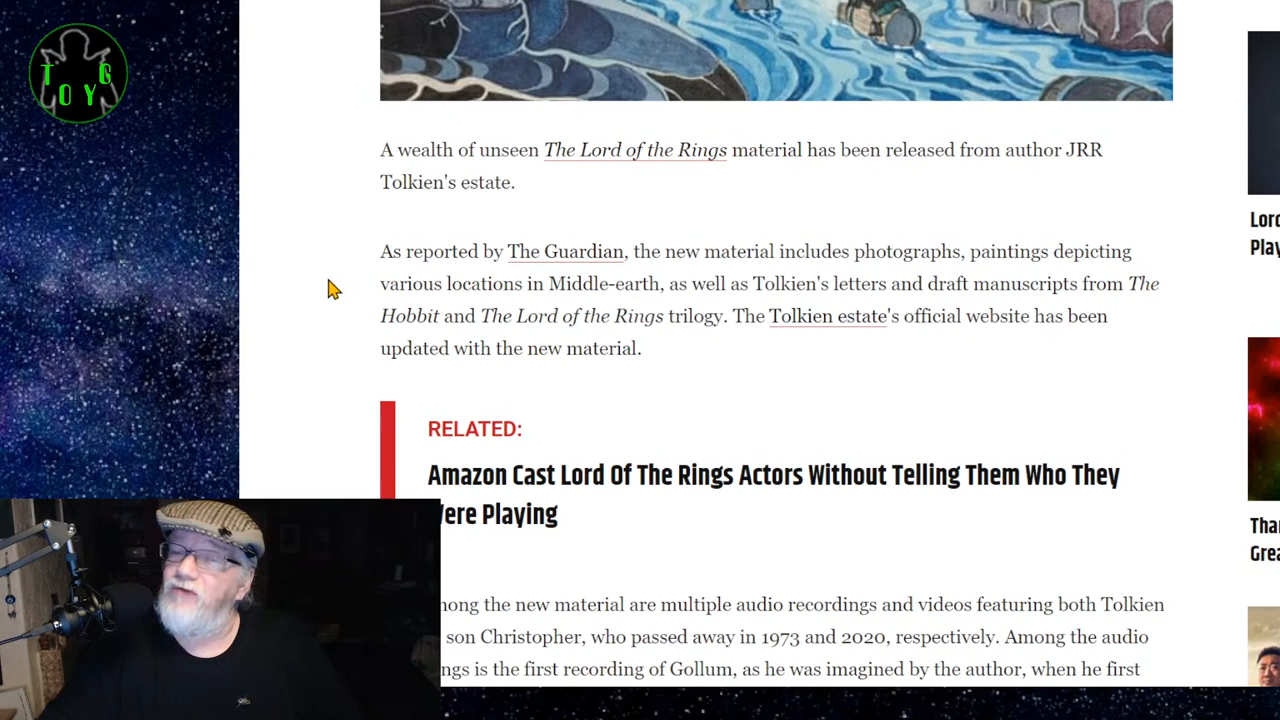 T G
O Y
A wealth of unseen The Lord of the Rings material has been released from author JRR
Tolkien's estate.
As reported by The Guardian, the new material includes photographs, paintings depicting
various locations in Middle-earth, as well as Tolkien's letters and draft manuscripts from The
Hobbit and The Lord of the Rings trilogy. The Tolkien estate's official website has been
updated with the new material.
RELATED:
Amazon Cast Lord Of The Rings Actors Without Telling Them Who They
Were Playing
mong the new material are multiple audio recordings and videos featuring both Tolkien
son Christopher, who passed away in 1973 and 2020, respectively. Among the audio
ngs is the first recording of Gollum, as he was imagined by the author, when he first
Lord
Play
Than
Grea